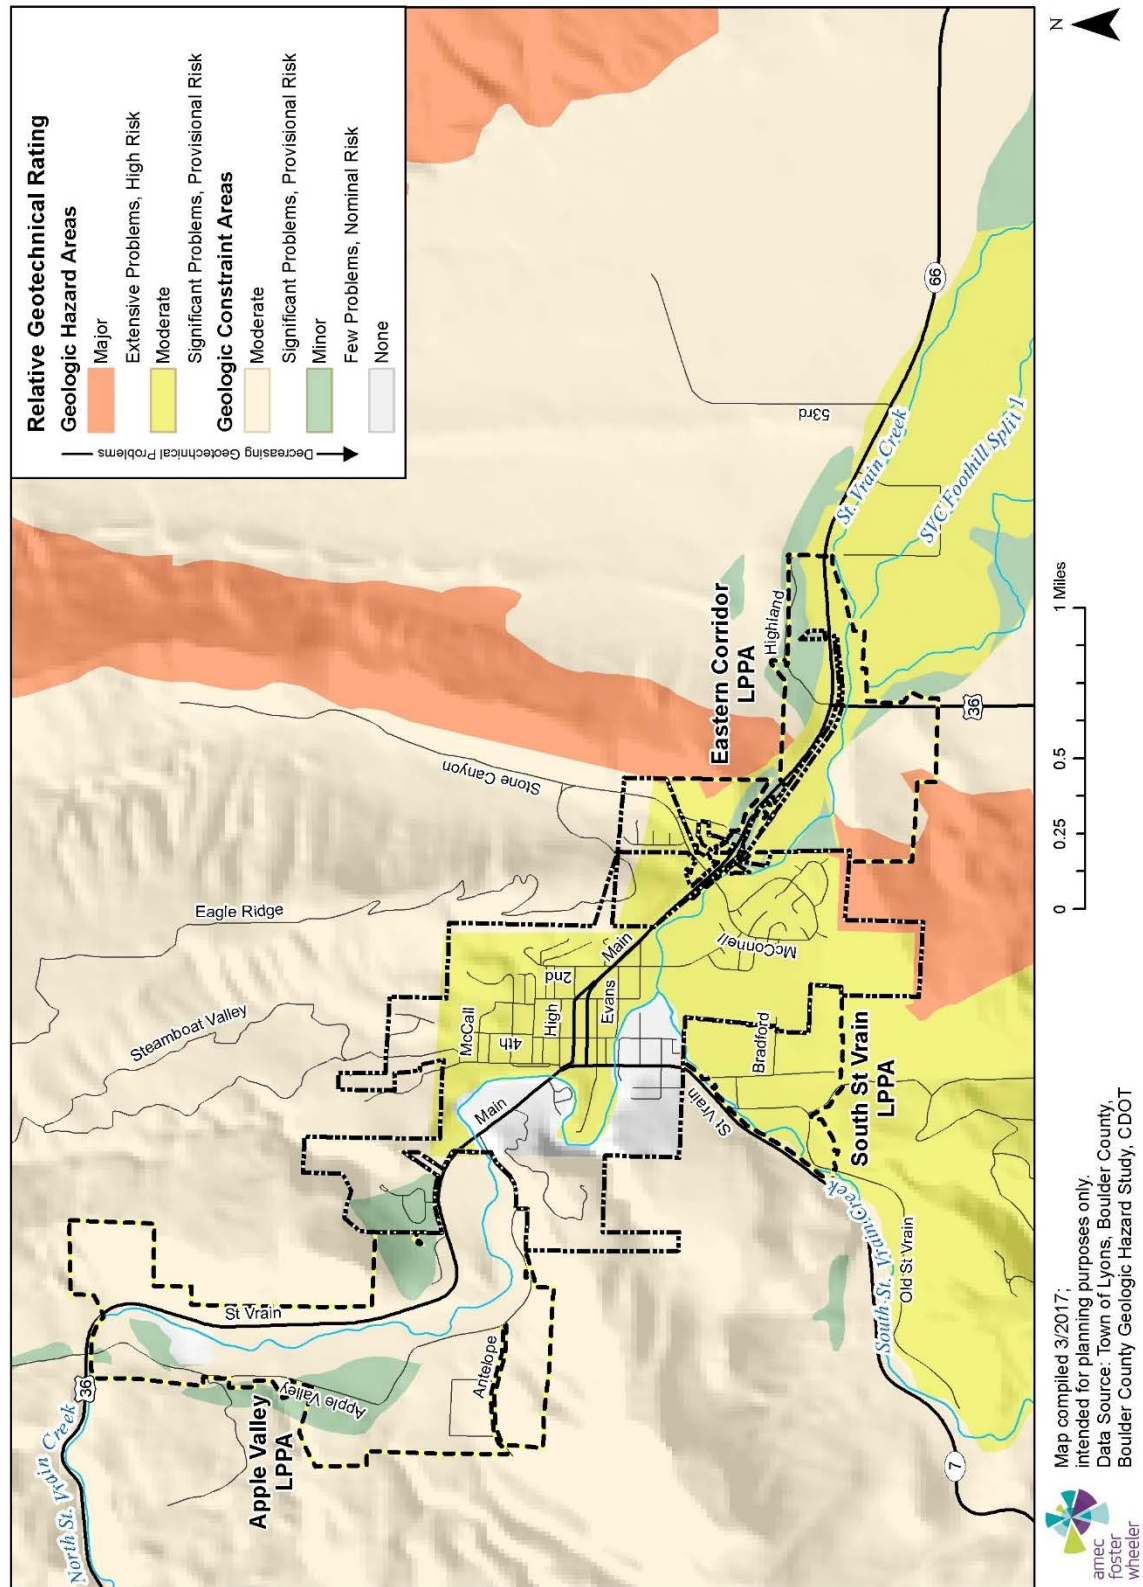 Relative Geotechnical Rating
Geologic Hazard Areas
Major
Extensive Problems, High Risk
Moderate
Significant Problems, Provisional Risk
Geologic Constraint Areas
Moderate
Significant Problems, Provisional Risk
Minor
Few Problems, Nominal Risk
None
Decreasing Geotechnical Problems
North St. Vrain Creek
36
Apple Valley
LPPA
Apple Valley
Antelope
St Vrain
Steamboat Valley
Eagle Ridge
Stone Canyon
McCall
4th
2nd
High
Main
Main
Evans
McConnell
Bradford
St Vrain
South St Vrain
LPPA
South St. Vrain Creek
Old St Vrain
7
Eastern Corridor
LPPA
Highland
36
53rd
66
St. Vrain Creek
SVC Foothill Split 1
N
0
0.25
0.5
1 Miles
amec
foster
wheeler
Map compiled 3/2017;
intended for planning purposes only.
Data Source: Town of Lyons, Boulder County,
Boulder County Geologic Hazard Study, CDOT